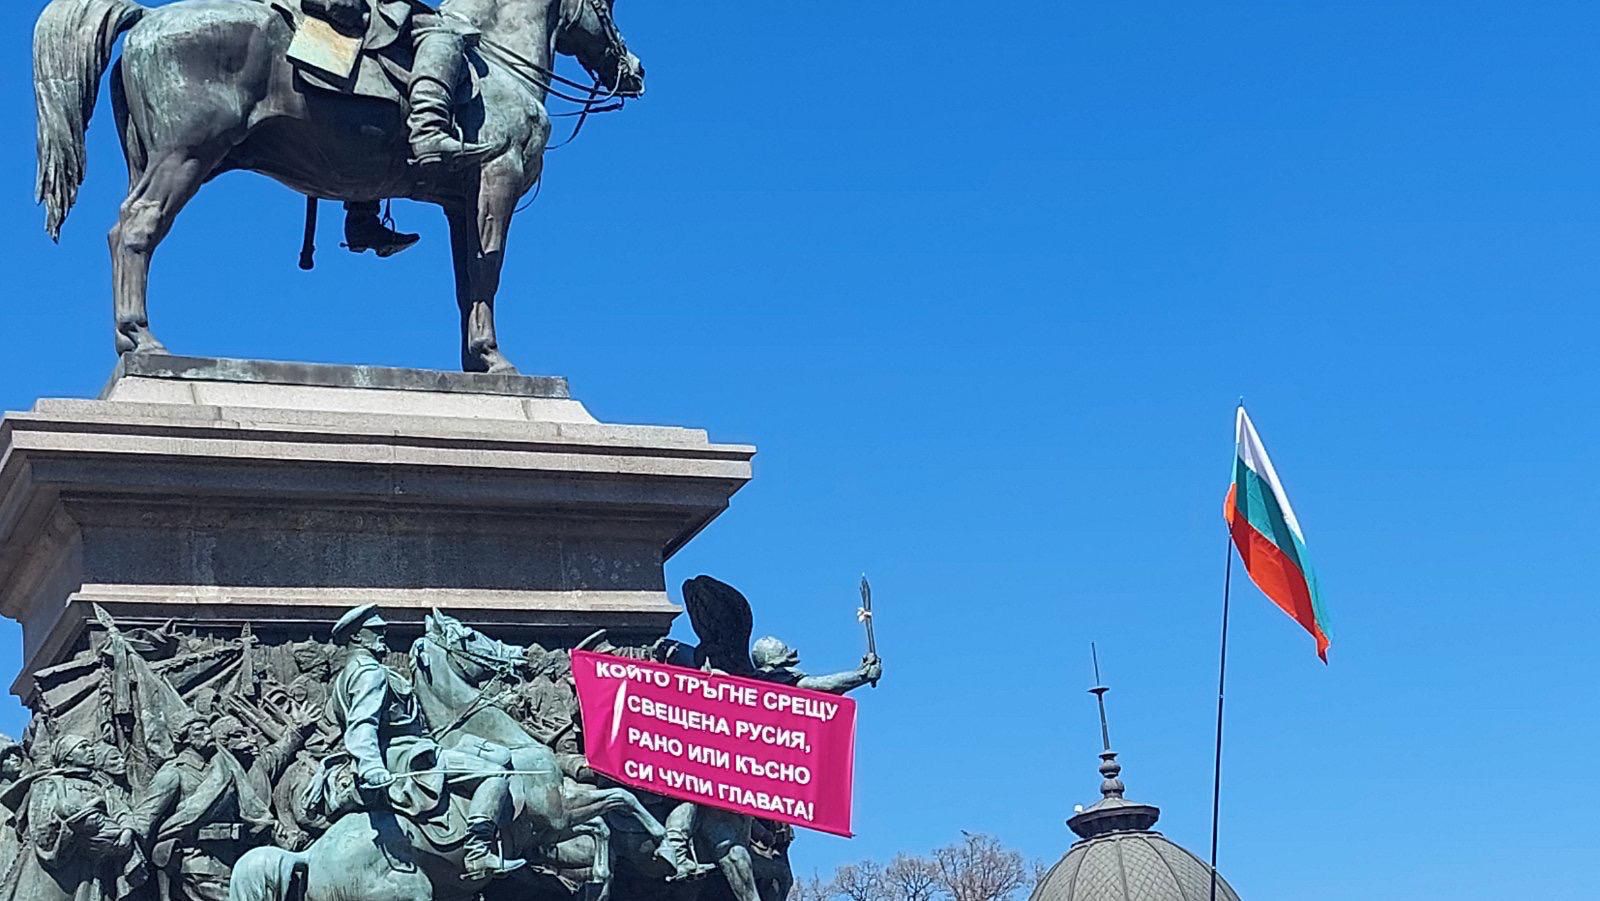 КОЙТО ТРЪГНЕ СРЕЩУ
СВЕЩЕНА РУСИЯ,
РАНО ИЛИ КЪСНО
СИ ЧУПИ ГЛАВАТА!